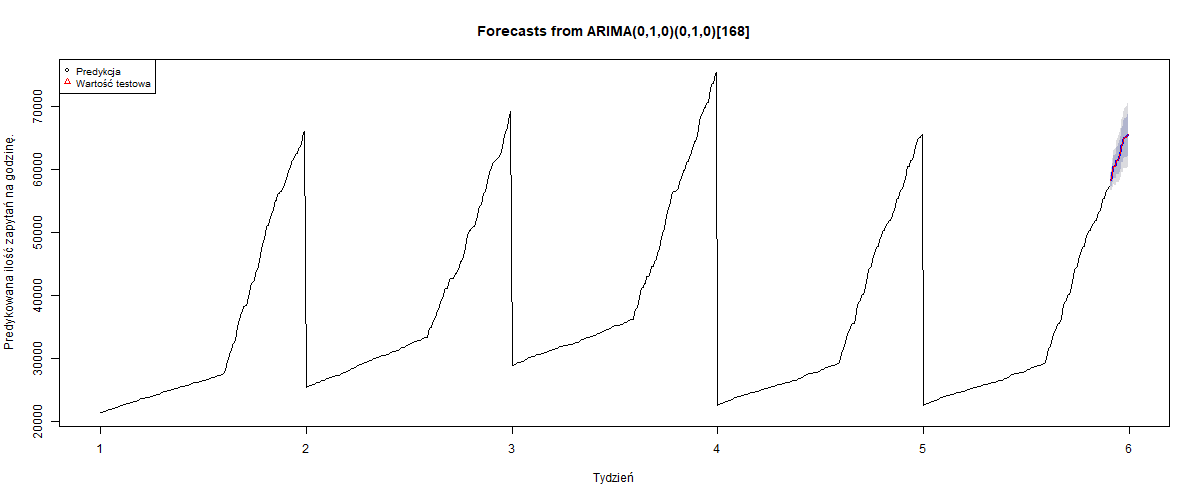 Forecasts from ARIMA(0,1,0)(0,1,0)[168]
Predykcja
Wartość testowa
Predykowana ilość zapytań na godzinę.
70000
60000
50000
40000
30000
20000
1 2 3 4 5 6
Tydzień